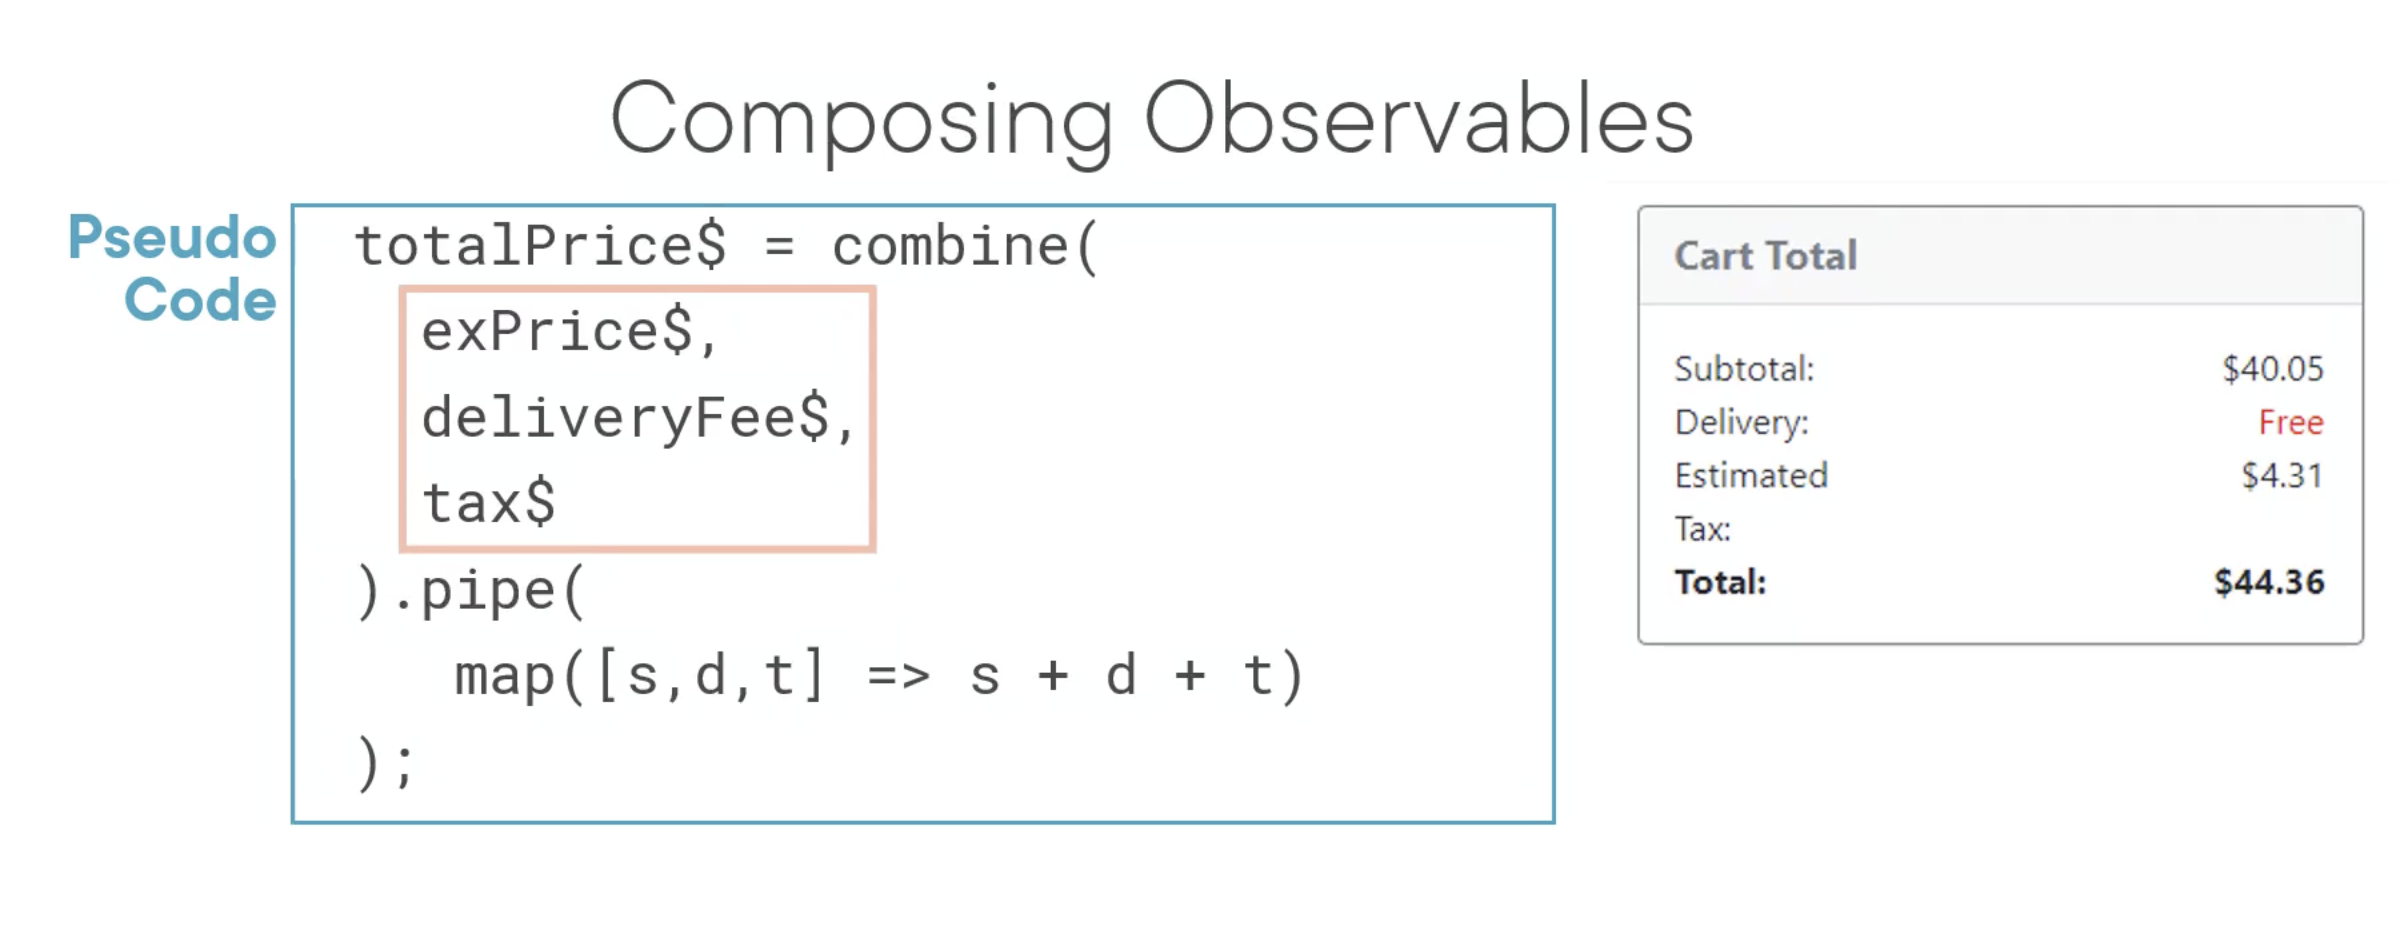 Composing Observables
Pseudo
Code
totalPrice$ = combine(
exPrice$,
deliveryFee$,
tax$
).pipe(
map([s,d,t] => s + d + t)
);
Cart Total
Subtotal: $40.05
Delivery: Free
Estimated $4.31
Tax:
Total: $44.36